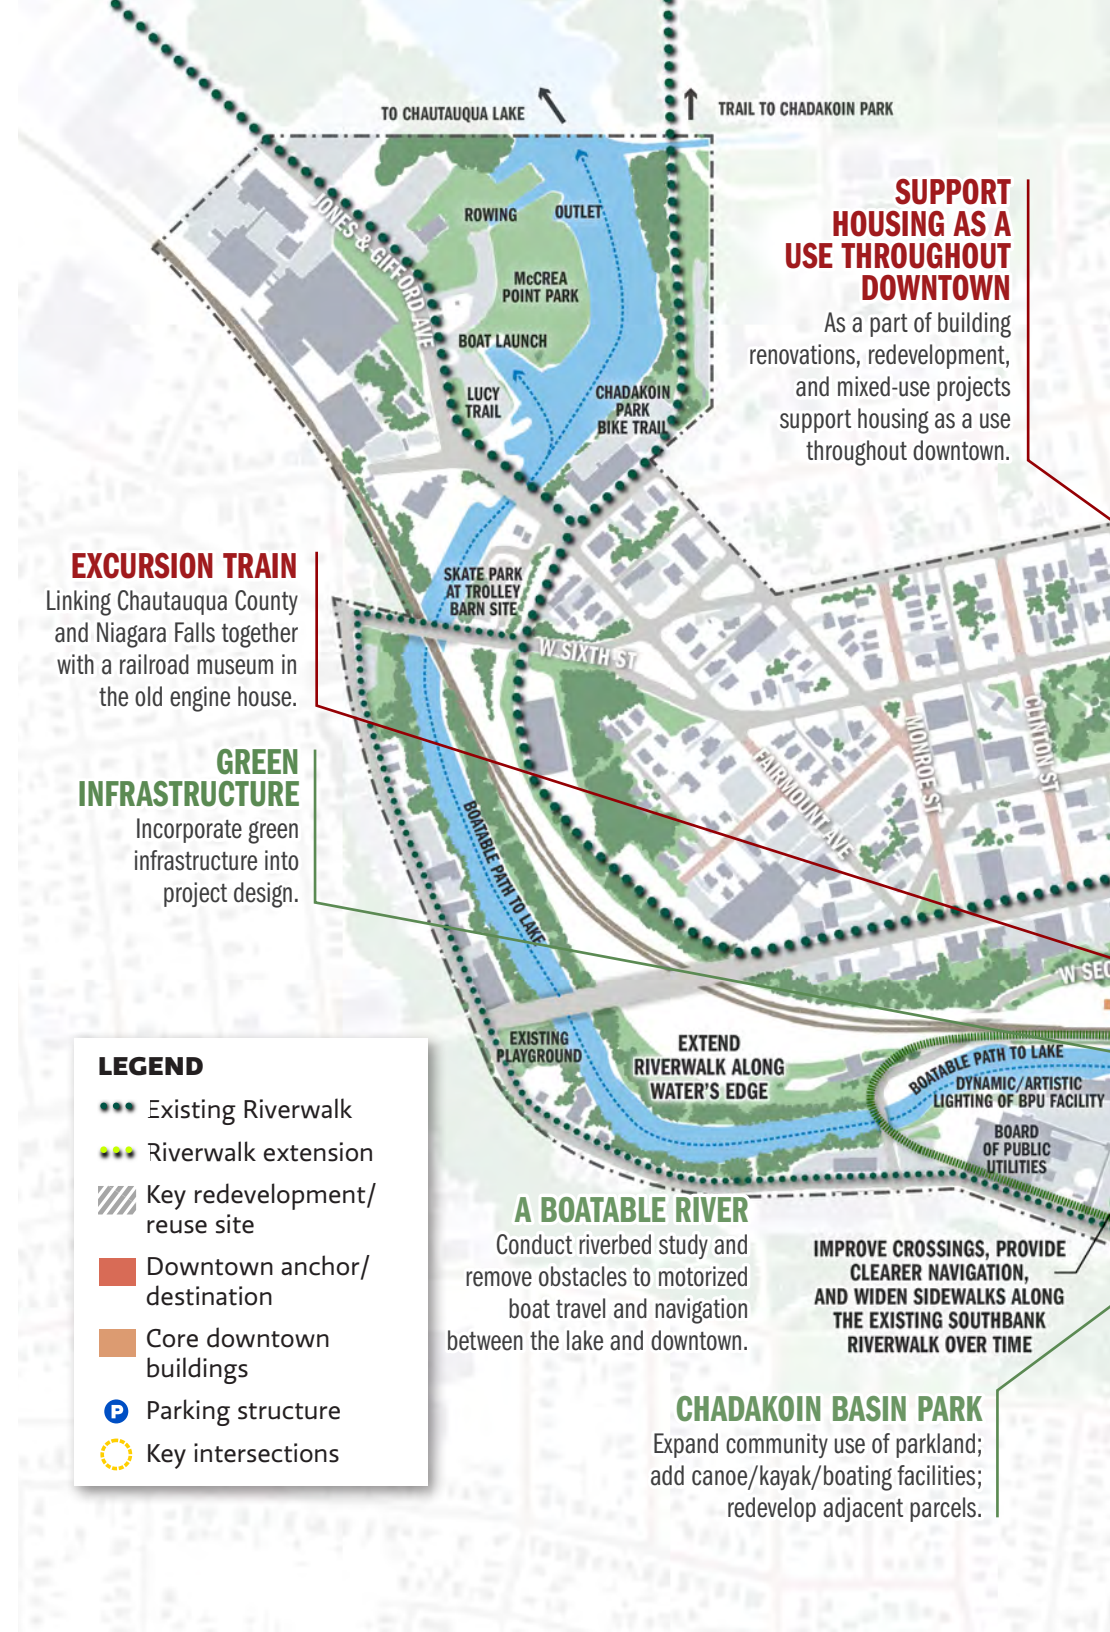 TO CHAUTAUQUA LAKE
TRAIL TO CHADAKOIN PARK
JONES & GIFFORD AVE
ROWING
OUTLET
McCREA
POINT PARK
BOAT LAUNCH
LUCY
TRAIL
CHADAKOIN
PARK
BIKE TRAIL
SUPPORT
HOUSING AS A
USE THROUGHOUT
DOWNTOWN
As a part of building
renovations, redevelopment,
and mixed-use projects
support housing as a use
throughout downtown.
EXCURSION TRAIN
Linking Chautauqua County
and Niagara Falls together
with a railroad museum in
the old engine house.
SKATE PARK
AT TROLLEY
BARN SITE
W SIXTH ST
FAIRMOUNT AVE
MONROE ST
CLINTON ST
GREEN
INFRASTRUCTURE
Incorporate green
infrastructure into
project design.
BOATABLE PATH TO LAKE
W SEC
EXISTING
PLAYGROUND
EXTEND
RIVERWALK ALONG
WATER'S EDGE
BOATABLE PATH TO LAKE
DYNAMIC/ARTISTIC
LIGHTING OF BPU FACILITY
BOARD
OF PUBLIC
UTILITIES
LEGEND
Existing Riverwalk
Riverwalk extension
Key redevelopment/
reuse site
Downtown anchor/
destination
Core downtown
buildings
P Parking structure
Key intersections
A BOATABLE RIVER
Conduct riverbed study and
remove obstacles to motorized
boat travel and navigation
between the lake and downtown.
IMPROVE CROSSINGS, PROVIDE
CLEARER NAVIGATION,
AND WIDEN SIDEWALKS ALONG
THE EXISTING SOUTHBANK
RIVERWALK OVER TIME
CHADAKOIN BASIN PARK
Expand community use of parkland;
add canoe/kayak/boating facilities;
redevelop adjacent parcels.